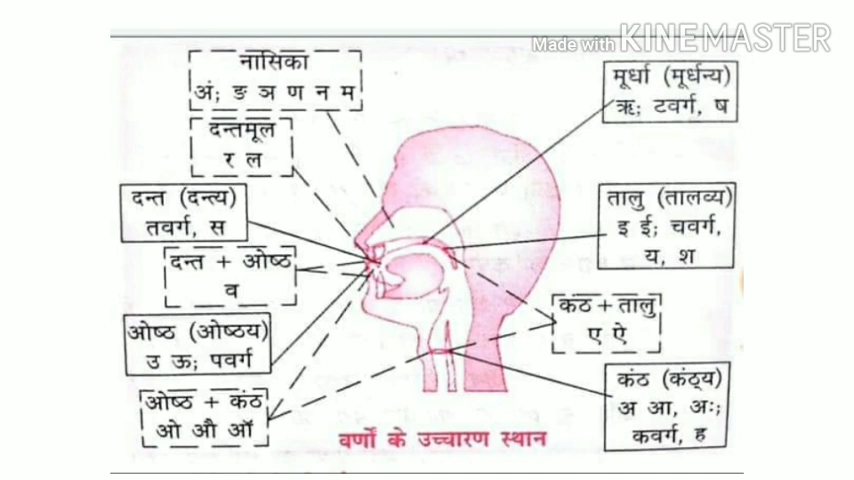 Made with KINEMASTER
नासिका
अं; ङ ञ ण न म
दन्तमूल
र ल
दन्त (दन्त्य)
तवर्ग, स
दन्त + ओष्ठ
व
ओष्ठ (ओष्ठय)
उ ऊ; पवर्ग
ओष्ठ + कंठ
ओ औ ऑ
मूर्धा (मूर्धन्य)
ऋ; टवर्ग, ष
तालु (तालव्य)
इ ई; चवर्ग,
य, श
कंठ + तालु
ए ऐ
कंठ (कंठ्य)
अ आ, अः;
कवर्ग, ह
वर्णों के उच्चारण स्थान